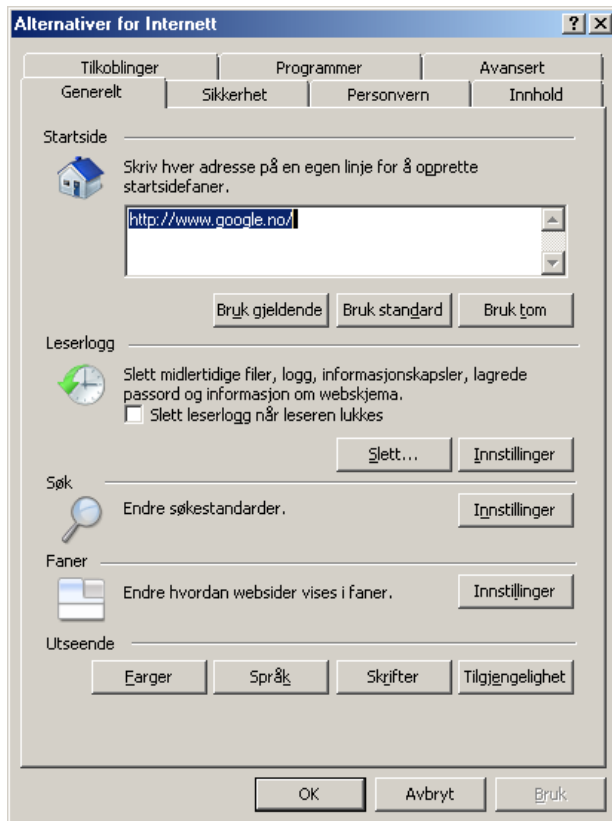 Alternativer for Internett
Tilkoblinger Programmer Avansert
Generelt Sikkerhet Personvern Innhold
Startside
Skriv hver adresse på en egen linje for å opprette
startsidefaner.
http://www.google.no/
Bruk gjeldende Bruk standard Bruk tom
Leserlogg
Slett midlertidige filer, logg, informasjonskapsler, lagrede
passord og informasjon om webskjema.
Slett leserlogg når leseren lukkes
Slett... Innstillinger
Søk
Endre søkestandarder. Innstillinger
Faner
Endre hvordan websider vises i faner. Innstillinger
Utseende
Farger Språk Skrifter Tilgjengelighet
OK Avbryt Bruk